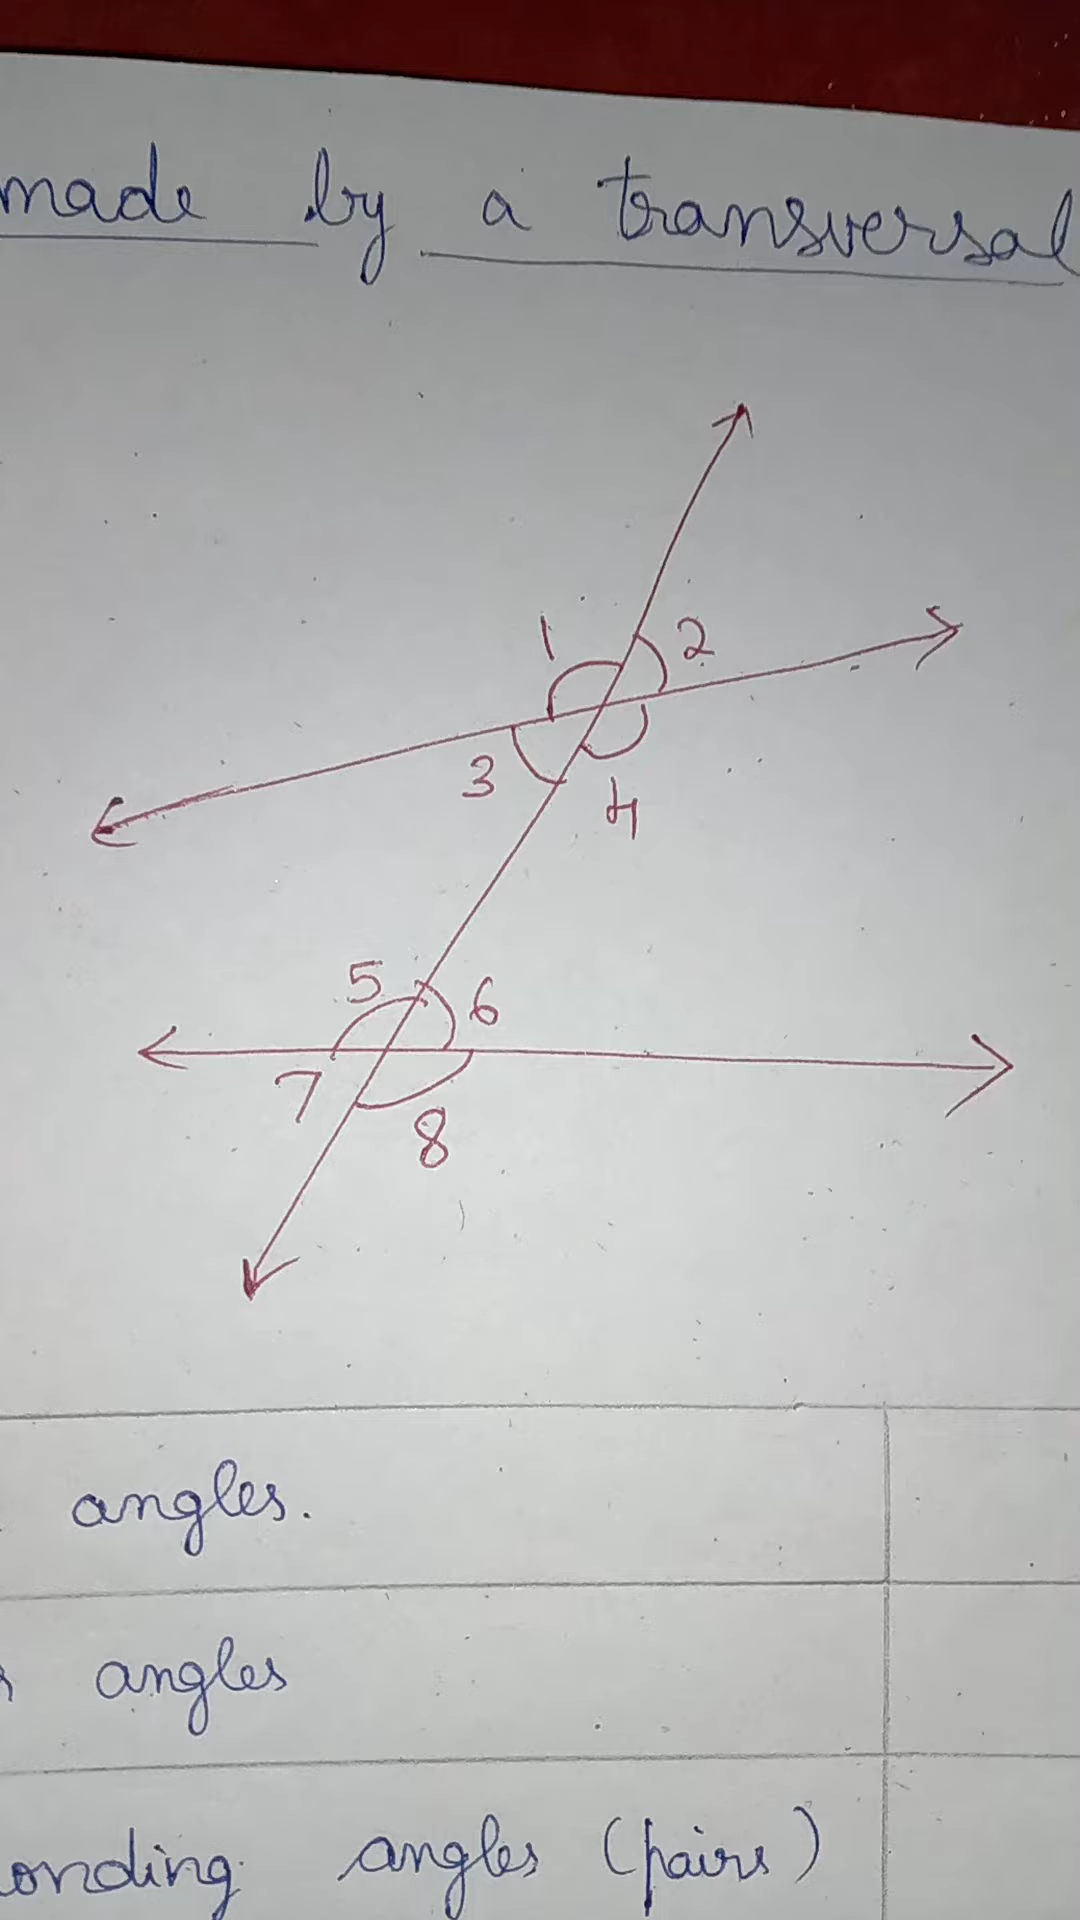 made by a transversal
1 2
3 4
5 6
7 8
angles.
angles
onding angles (pairs)